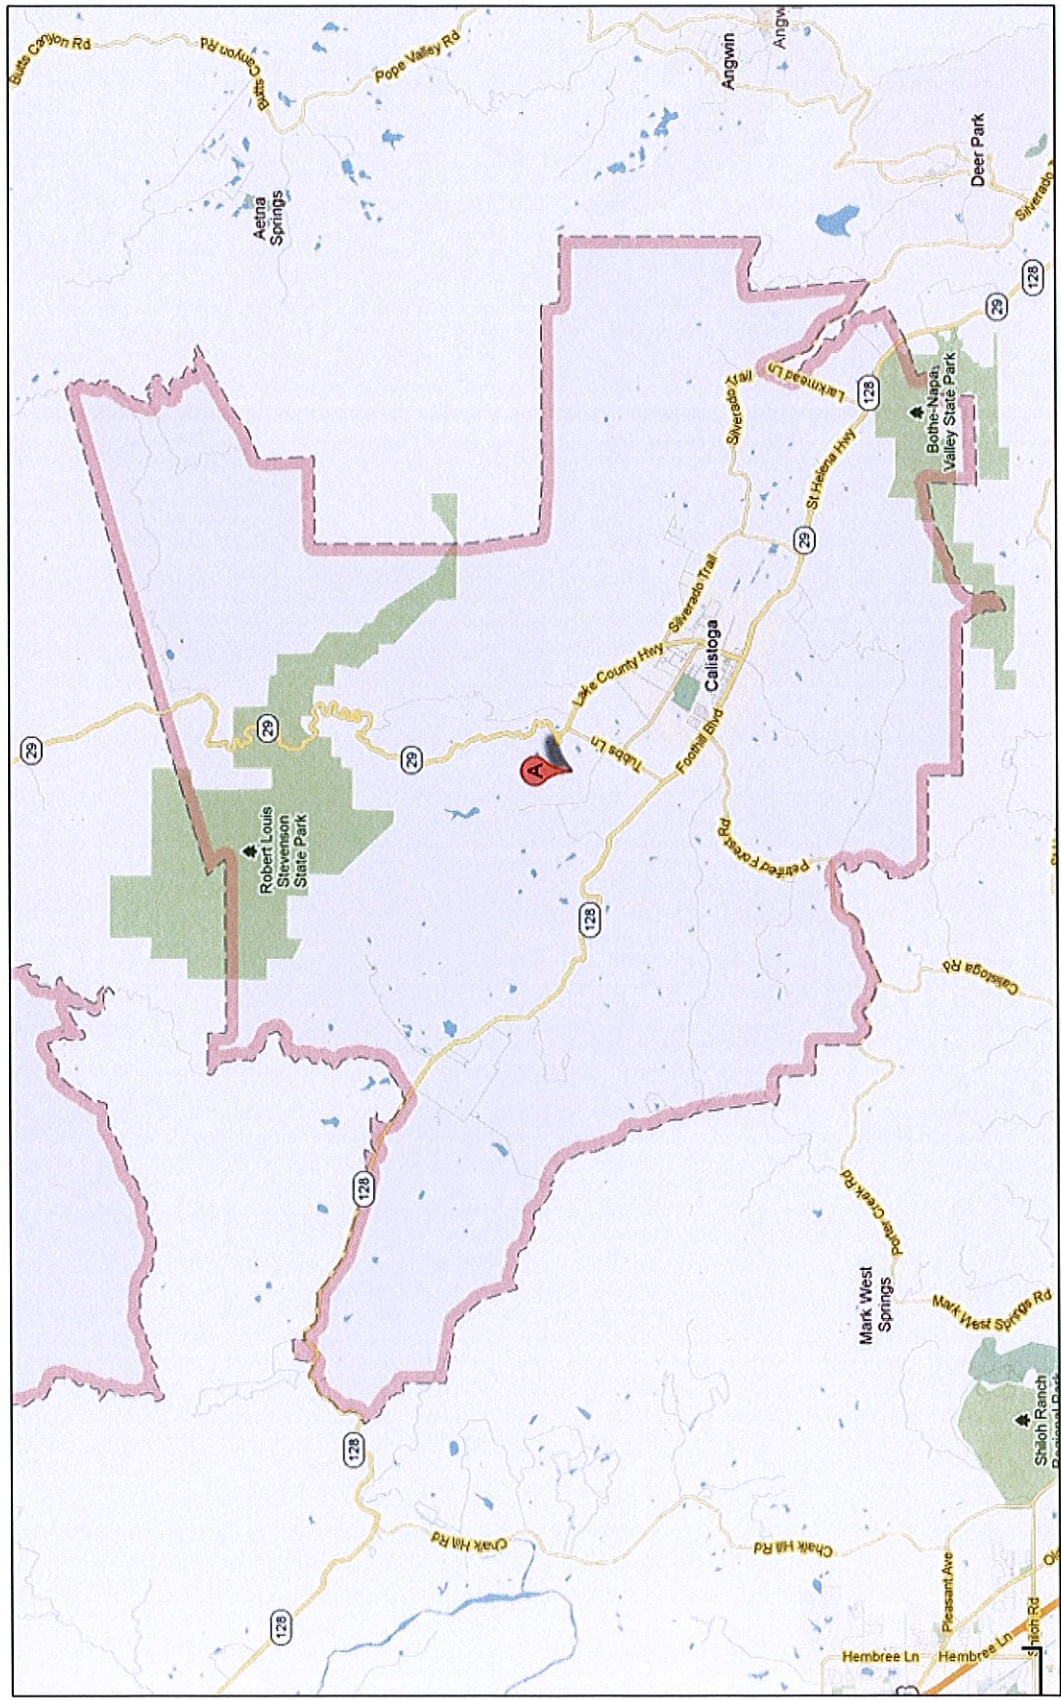 Butts Canyon Rd
Butts Canyon Rd
Pope Valley Rd
Angwin
Angw
Aetna
Springs
Deer Park
Silverado
128
29
29
Robert Louis
Stevenson
State Park
29
29
A
Lake County Hwy
Tubbs Ln
Silverado Trail
Silverado Trail
Larkmead Ln
128
Bothe-Napa
Valley State Park
St Helena Hwy
29
Calistoga
Foothill Blvd
Petrified Forest Rd
128
Calistoga Rd
128
Porter Creek Rd
Mark West
Springs
Mark West Springs Rd
Shiloh Ranch
Regional Park
128
Chalk Hill Rd
Chalk Hill Rd
128
Pleasant Ave
Hembree Ln
Hembree Ln
Shiloh Rd